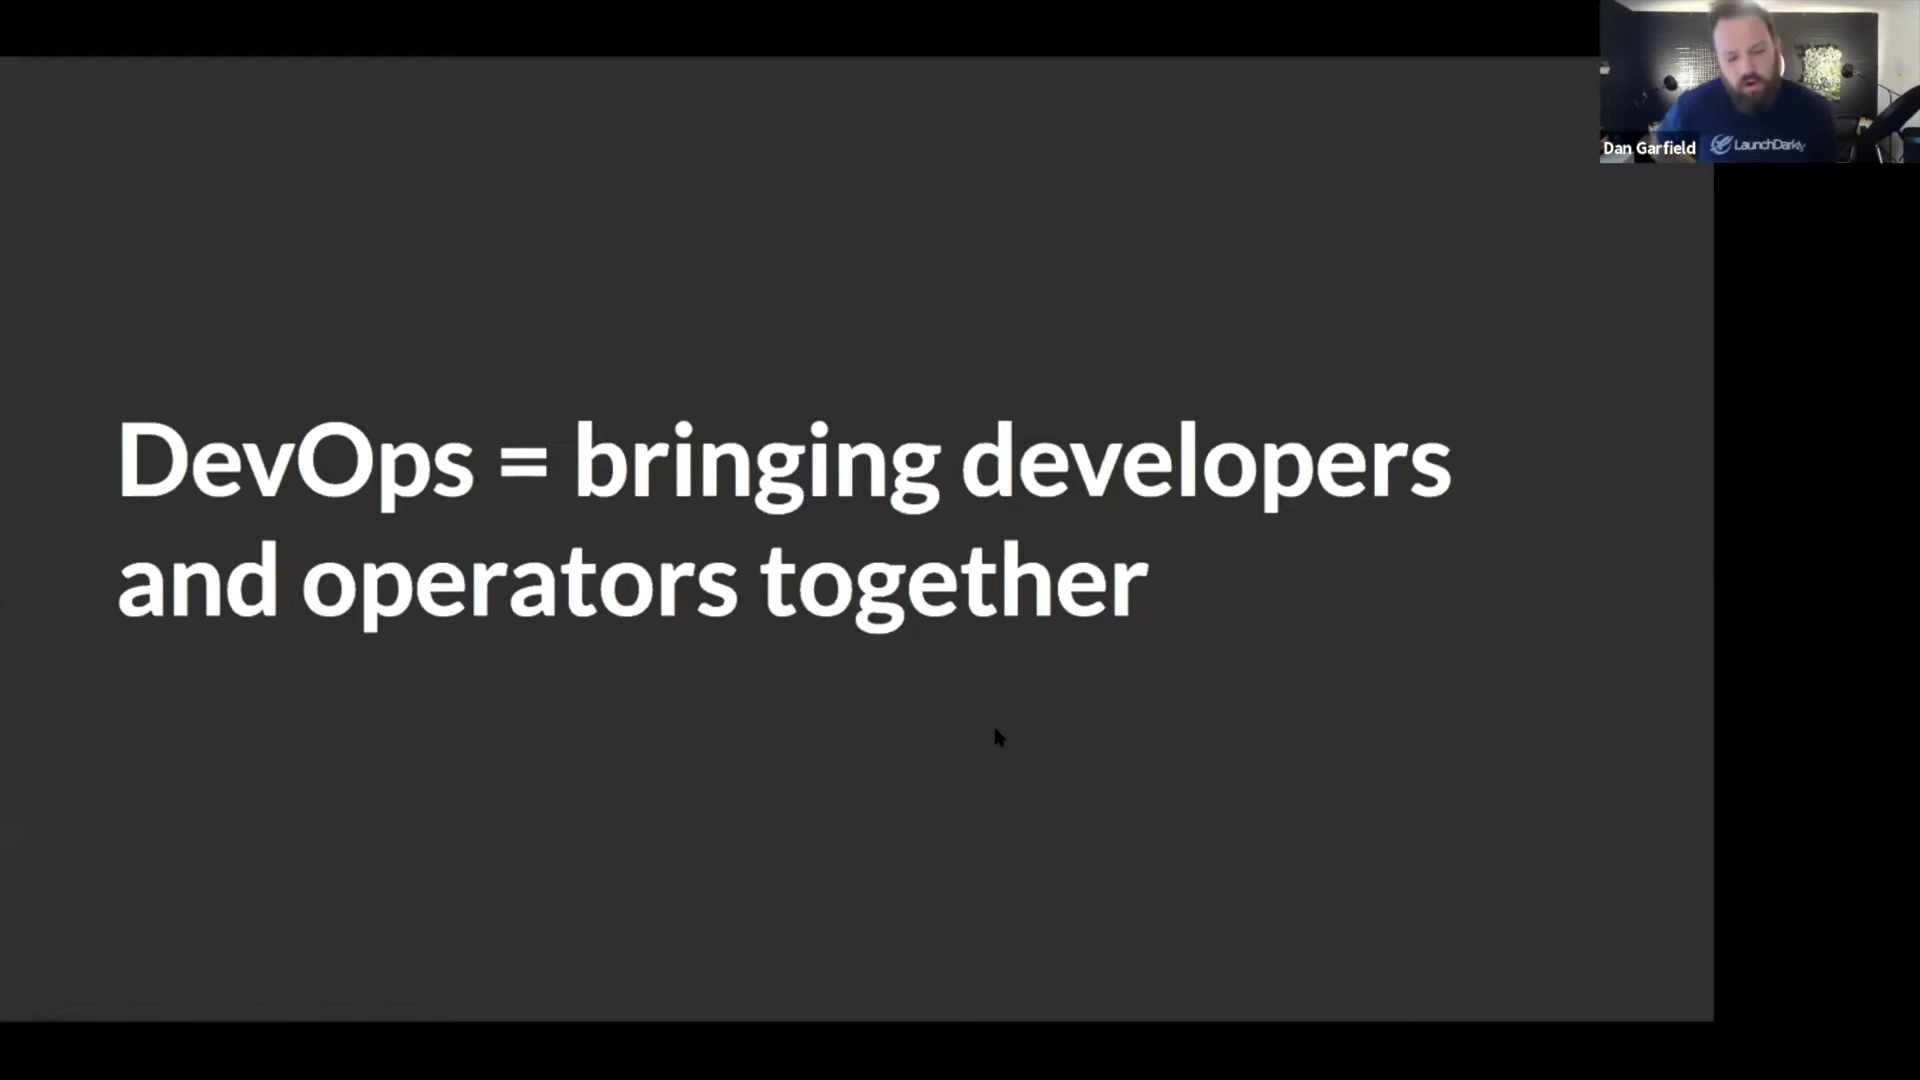 DevOps = bringing developers
and operators together
Dan Garfield
LaunchDarkly